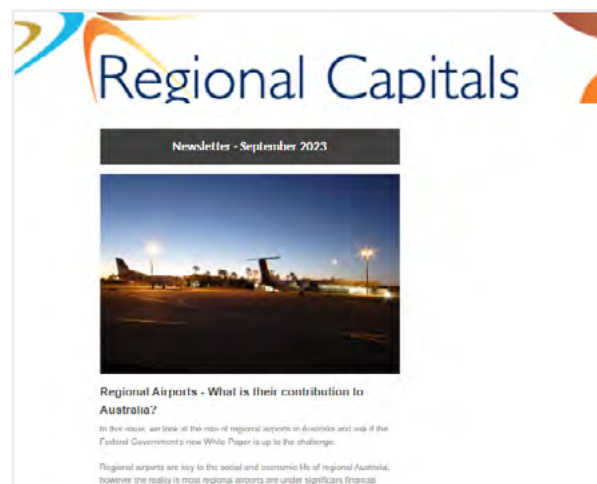 Regional Capitals
Newsletter - September 2023
Regional Airports - What is their contribution to
Australia?
In this issue, we look at the role of regional airports in Australia and ask if the
Federal Government's new White Paper is up to the challenge.
Regional airports are key to the social and economic life of regional Australia,
however the reality is most regional airports are under significant financial